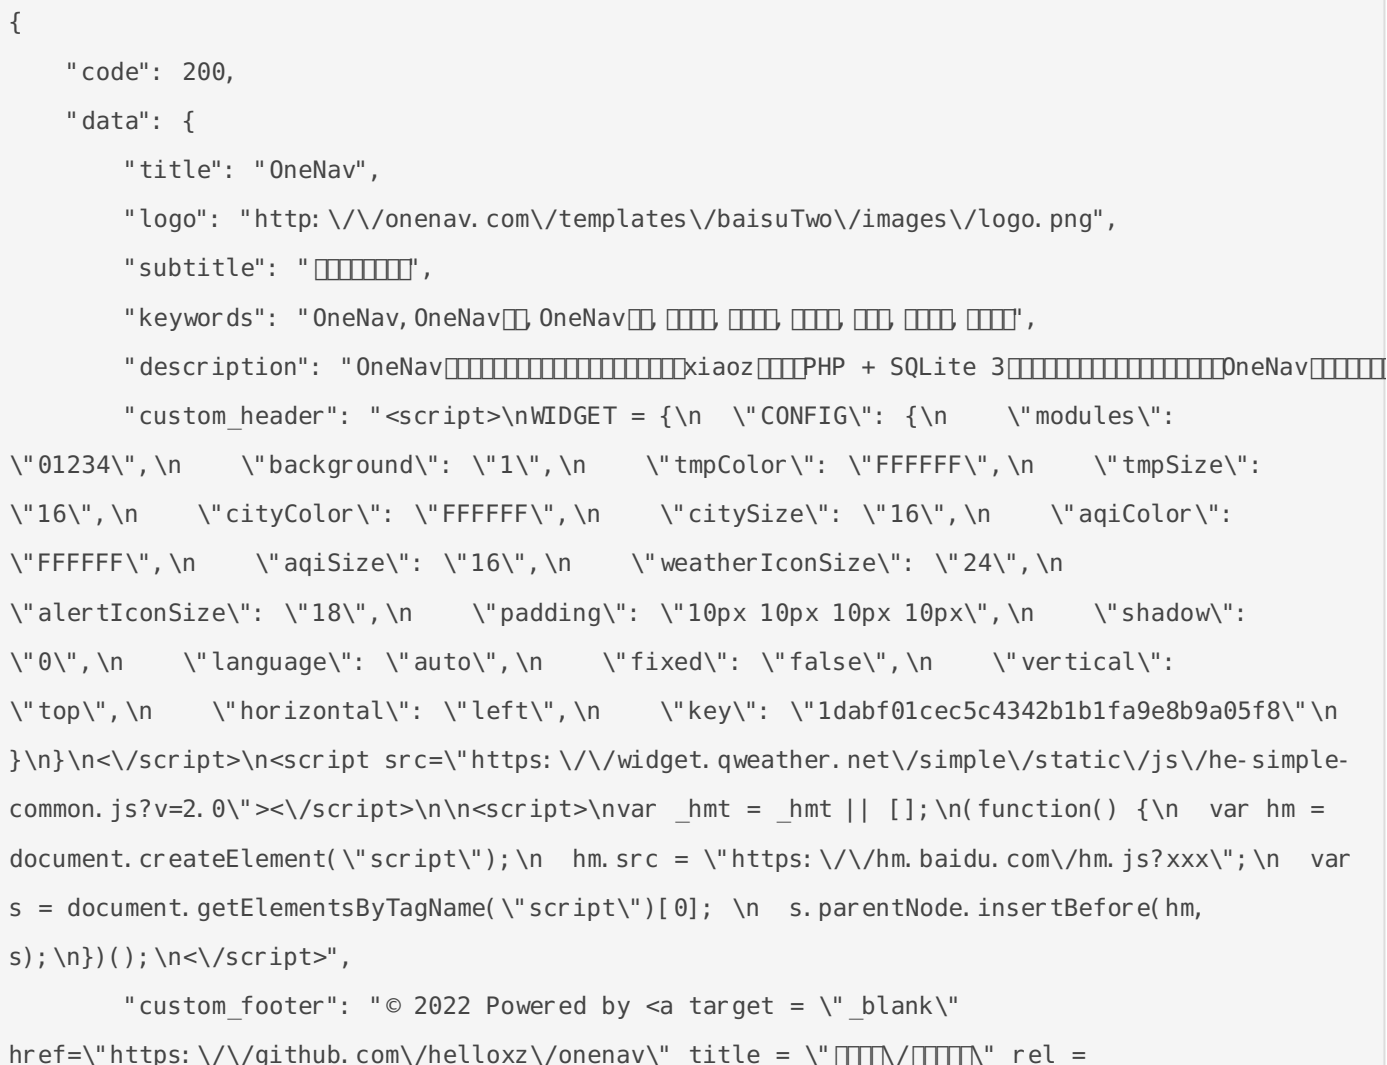 {
    "code": 200,
    "data": {
        "title": "OneNav",
        "logo": "http:\/\/onenav.com\/templates\/baisuTwo\/images\/logo.png",
        "subtitle": "",
        "keywords": "OneNav,OneNav,OneNav,,,,,,",
        "description": "OneNavxiaozPHP + SQLite 3OneNav
        "custom_header": "<script>\nWIDGET = {\n  \"CONFIG\": {\n    \"modules\":
\"01234\",\n    \"background\": \"1\",\n    \"tmpColor\": \"FFFFFF\",\n    \"tmpSize\":
\"16\",\n    \"cityColor\": \"FFFFFF\",\n    \"citySize\": \"16\",\n    \"aqiColor\":
\"FFFFFF\",\n    \"aqiSize\": \"16\",\n    \"weatherIconSize\": \"24\",\n
\"alertIconSize\": \"18\",\n    \"padding\": \"10px 10px 10px 10px\",\n    \"shadow\":
\"0\",\n    \"language\": \"auto\",\n    \"fixed\": \"false\",\n    \"vertical\":
\"top\",\n    \"horizontal\": \"left\",\n    \"key\": \"1dabf01cec5c4342b1b1fa9e8b9a05f8\"\n
}\n}\n<\/script>\n<script src=\"https:\/\/widget.qweather.net\/simple\/static\/js\/he-simple-
common.js?v=2.0\"><\/script>\n\n<script>\nvar _hmt = _hmt || [];\n(function() {\n  var hm =
document.createElement(\"script\");\n  hm.src = \"https:\/\/hm.baidu.com\/hm.js?xxx\";\n  var
s = document.getElementsByTagName(\"script\")[0]; \n  s.parentNode.insertBefore(hm,
s);\n})();\n<\/script>",
        "custom_footer": "© 2022 Powered by <a target = \"_blank\"
href=\"https:\/\/github.com\/helloxz\/onenav\" title = \"\/\" rel =